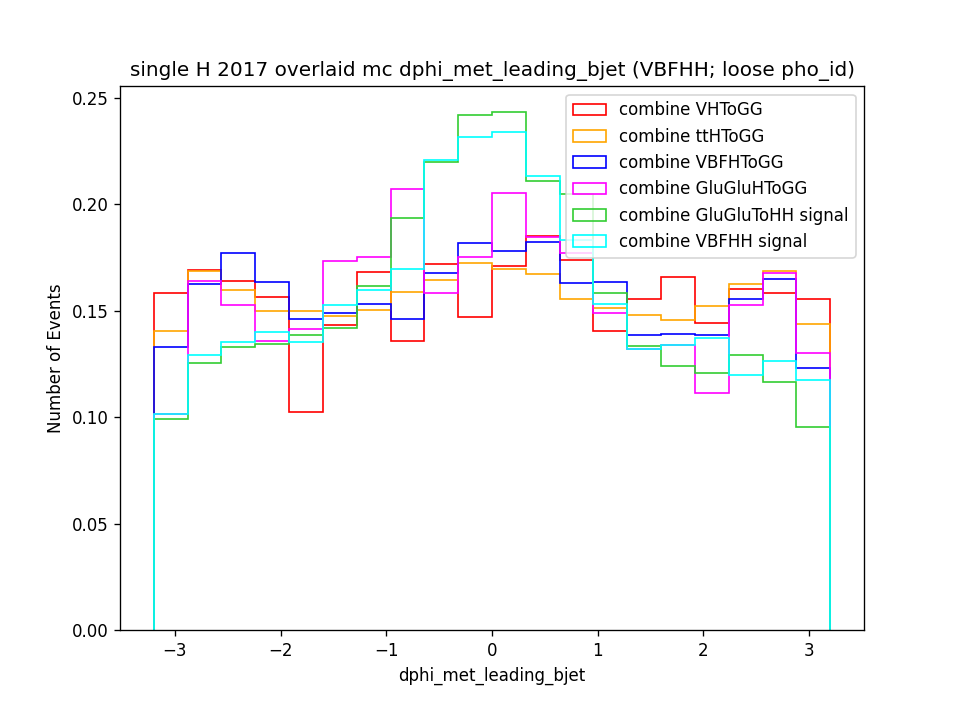 single H 2017 overlaid mc dphi_met_leading_bjet (VBFHH; loose pho_id)
combine VHToGG
combine ttHToGG
combine VBFHToGG
combine GluGluHToGG
combine GluGluToHH signal
combine VBFHH signal
0.25
0.20
0.15
0.10
0.05
0.00
Number of Events
−3 −2 −1 0 1 2 3
dphi_met_leading_bjet